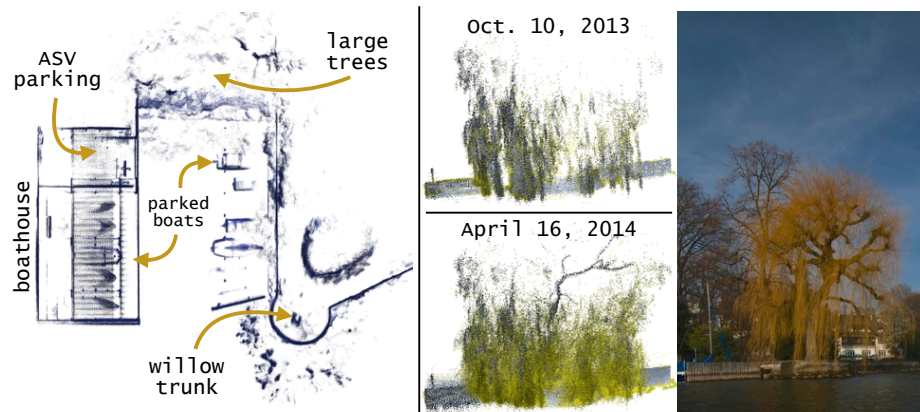 ASV
parking
large
trees
boathouse
parked
boats
willow
trunk
Oct. 10, 2013
April 16, 2014